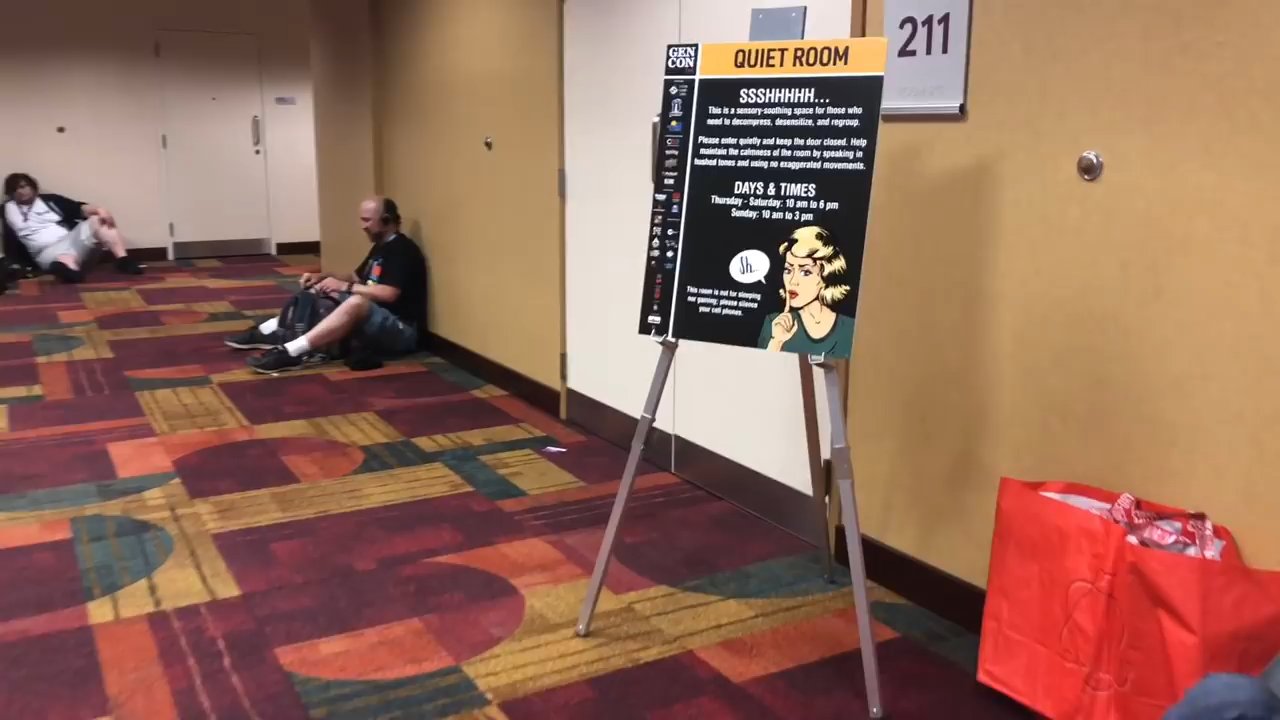 GEN
CON
QUIET ROOM
211
SSSHHHHH...
This is a sensory-soothing space for those who
need to decompress, desensitize, and regroup.
Please enter quietly and keep the door closed. Help
maintain the calmness of the room by speaking in
hushed tones and using no exaggerated movements.
DAYS & TIMES
Thursday - Saturday: 10 am to 6 pm
Sunday: 10 am to 3 pm
Sh..
This room is not for sleeping
nor gaming; please silence
your cell phones.